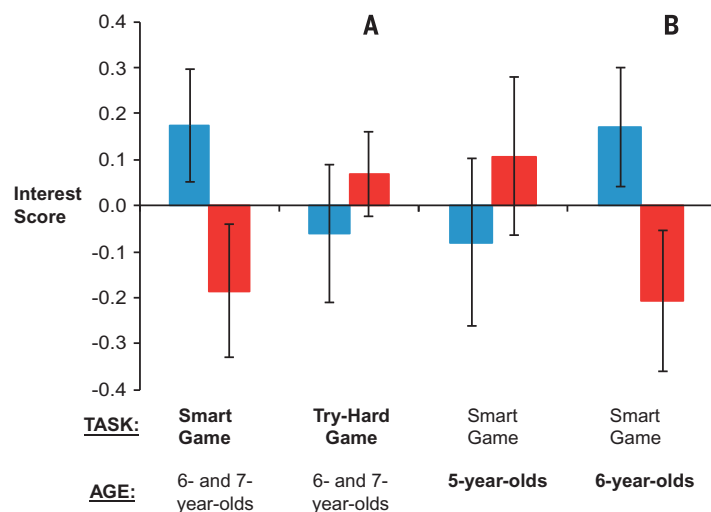 A
B
0.4
0.3
0.2
0.1
0.0
-0.1
-0.2
-0.3
-0.4
Interest
Score
TASK:
Smart
Game
Try-Hard
Game
Smart
Game
Smart
Game
AGE:
6- and 7-
year-olds
6- and 7-
year-olds
5-year-olds
6-year-olds